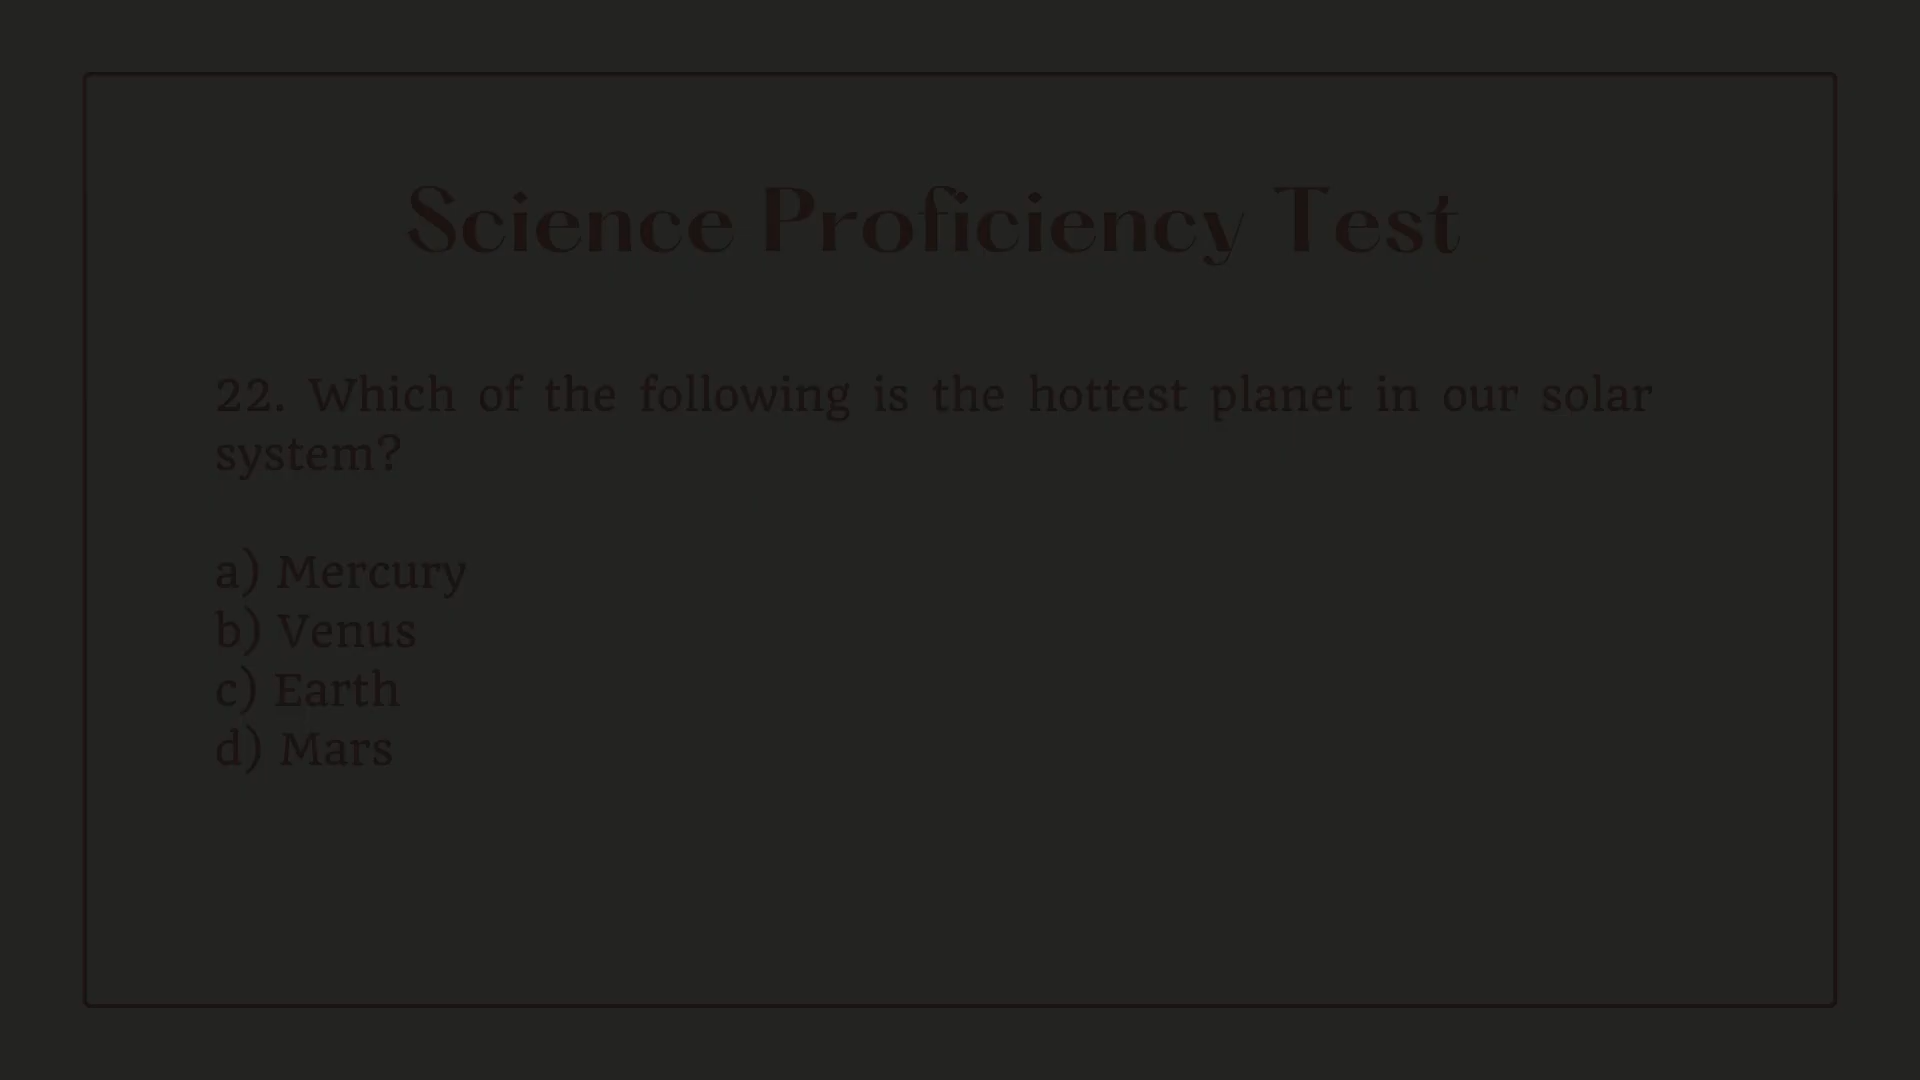 Science Proficiency Test
22. Which of the following is the hottest planet in our solar
system?
a) Mercury
b) Venus
c) Earth
d) Mars